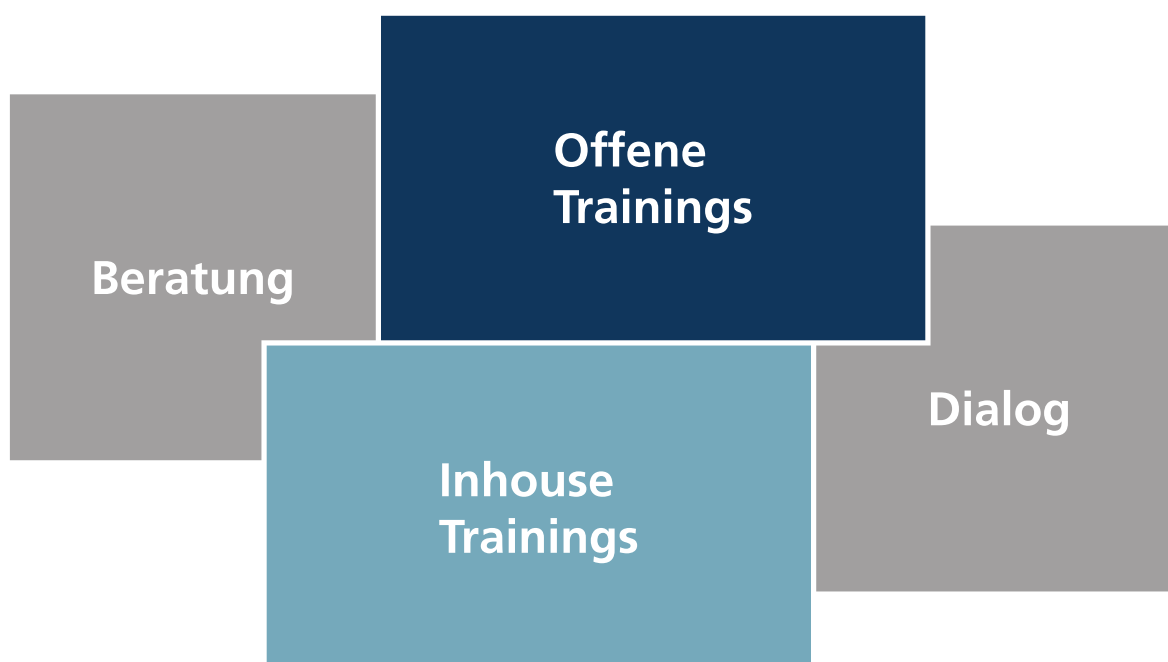 Offene
Trainings
Beratung
Dialog
Inhouse
Trainings